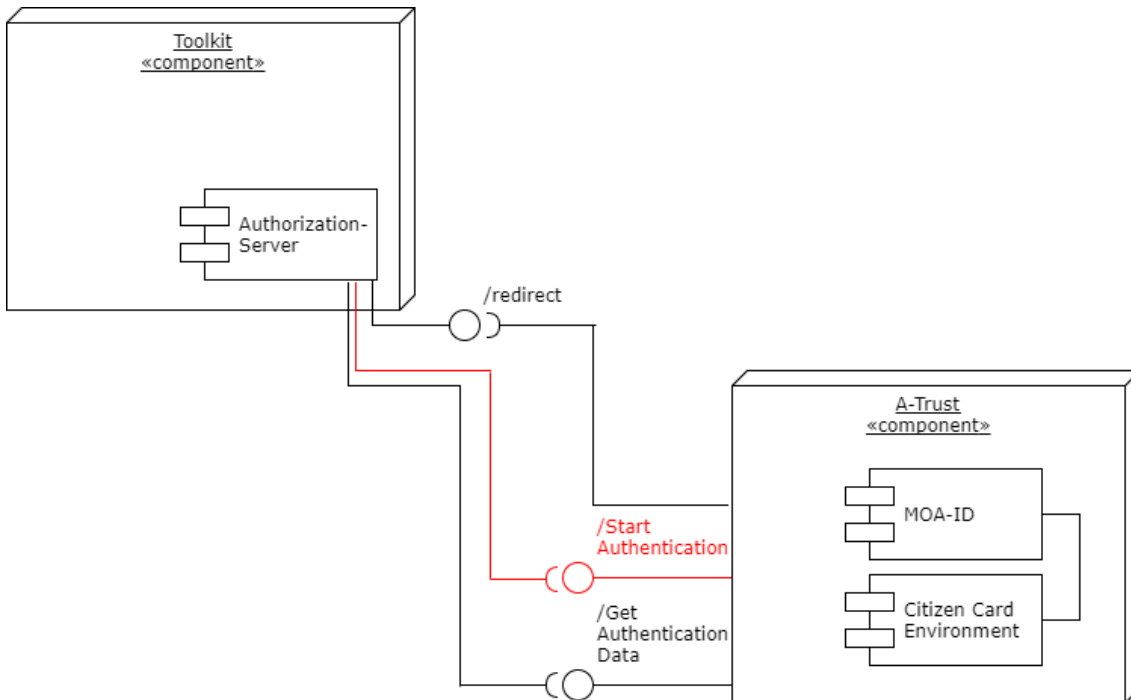 Toolkit
«component»
Authorization-
Server
/redirect
A-Trust
«component»
MOA-ID
/Start
Authentication
Citizen Card
Environment
/Get
Authentication
Data